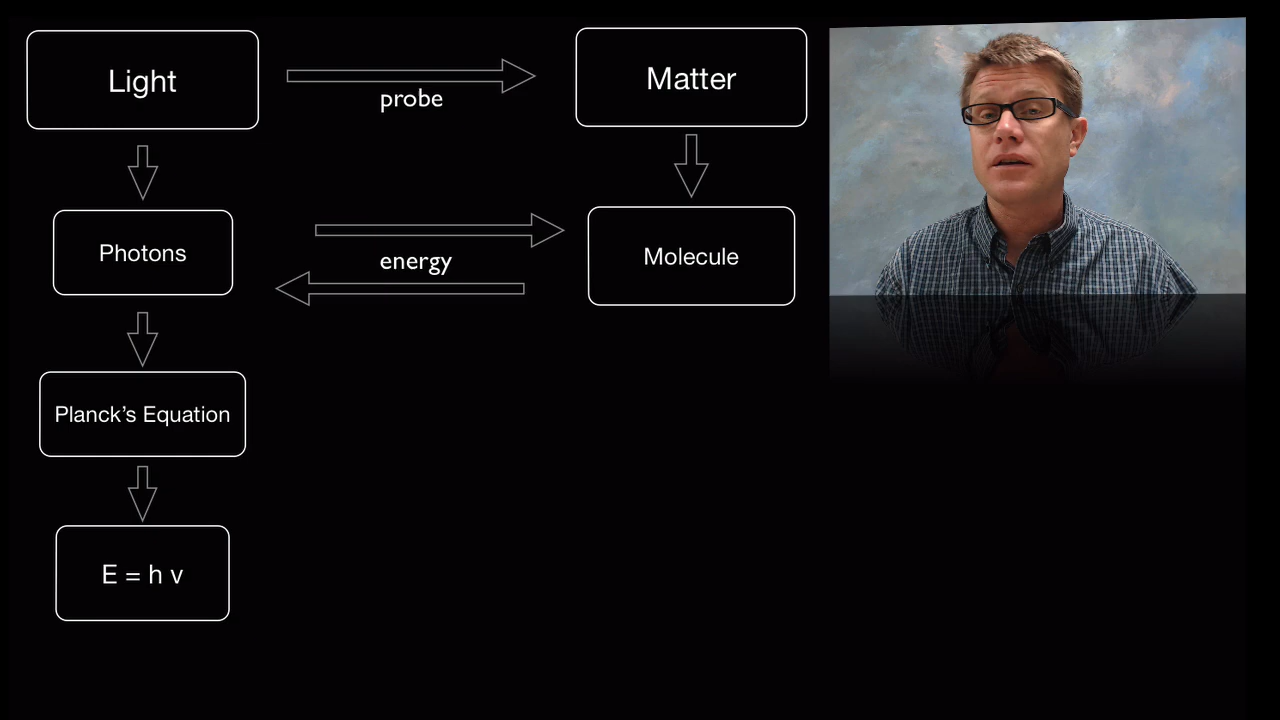 Light
probe
Matter
Photons
energy
Molecule
Planck's Equation
E = h v